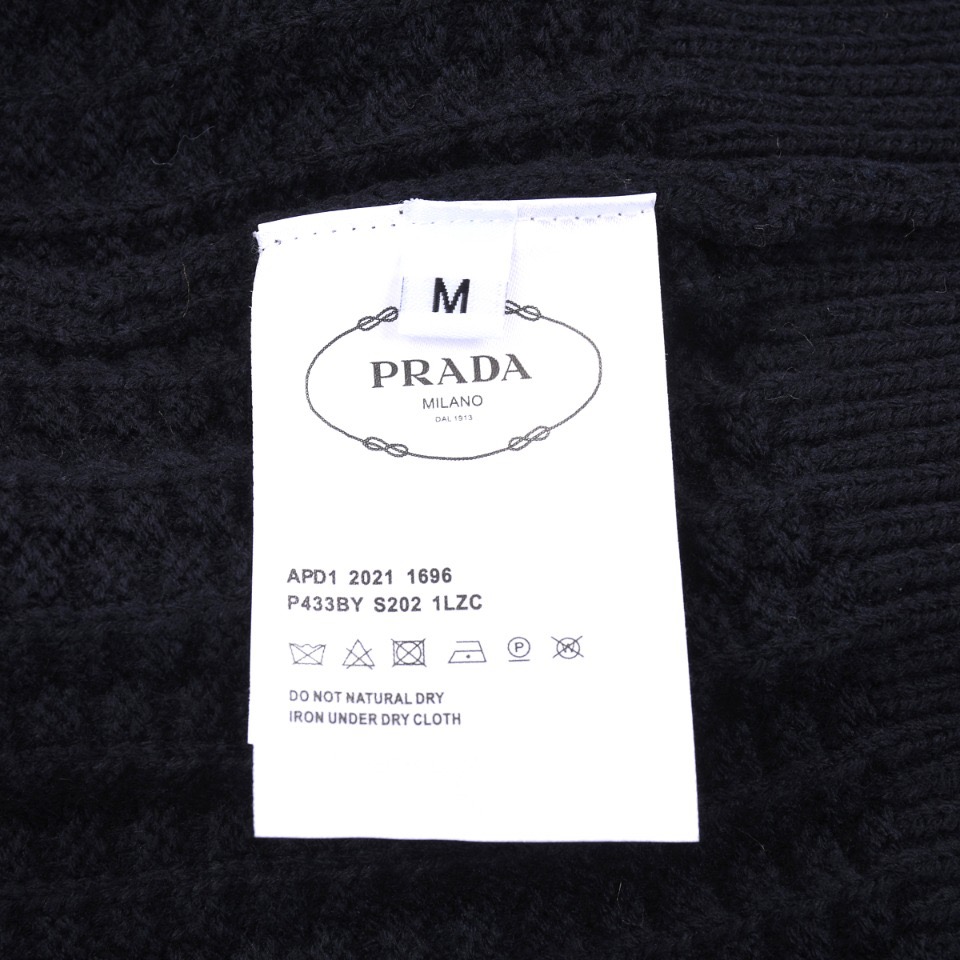 M
PRADA
MILANO
DAL 1913
APD1 2021 1696
P433BY S202 1LZC
P W
DO NOT NATURAL DRY
IRON UNDER DRY CLOTH